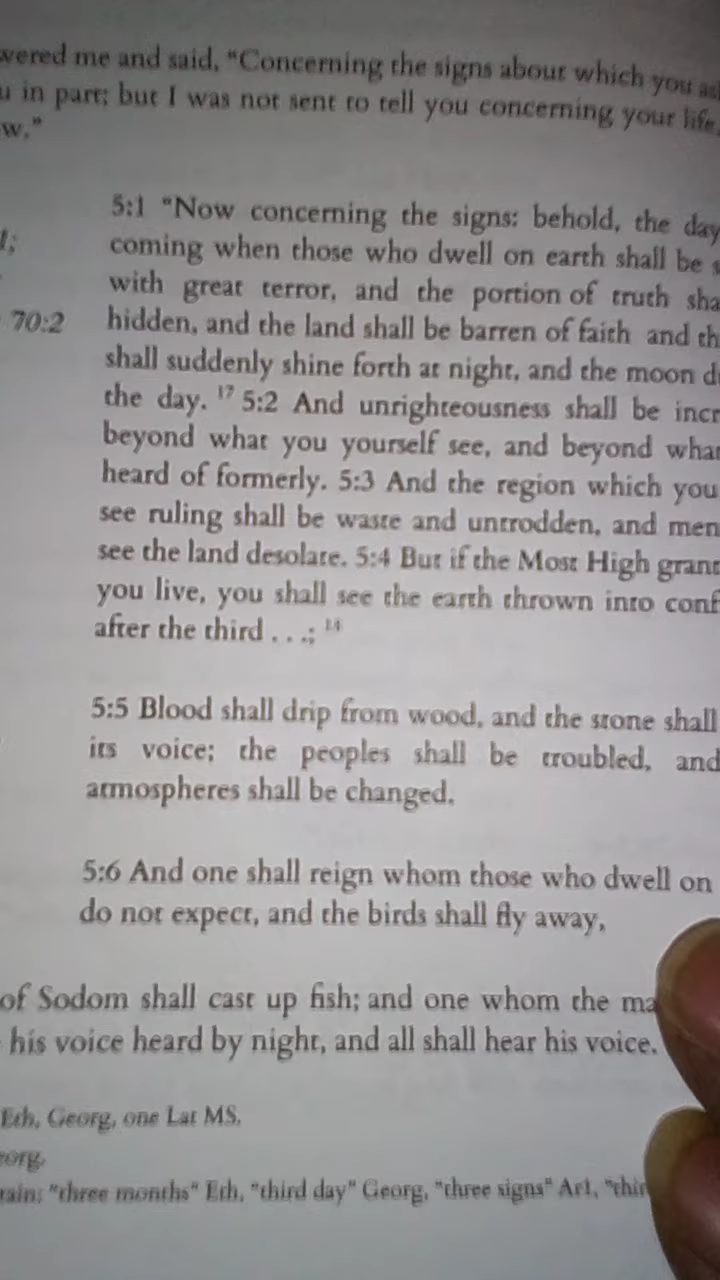 wered me and said, "Concerning the signs about which you as
u in part; but I was not sent to tell you concerning your life,
w."
5:1 "Now concerning the signs: behold, the day
coming when those who dwell on earth shall be s
with great terror, and the portion of truth sha
70:2 hidden, and the land shall be barren of faith and th
shall suddenly shine forth at night, and the moon d
the day. 17 5:2 And unrighteousness shall be incr
beyond what you yourself see, and beyond what
heard of formerly. 5:3 And the region which you
see ruling shall be waste and untrodden, and men
see the land desolate. 5:4 But if the Most High grant
you live, you shall see the earth thrown into conf
after the third . . .; 14
5:5 Blood shall drip from wood, and the stone shall
its voice; the peoples shall be troubled, and
atmospheres shall be changed.
5:6 And one shall reign whom those who dwell on
do not expect, and the birds shall fly away,
of Sodom shall cast up fish; and one whom the ma
his voice heard by night, and all shall hear his voice.
Eth, Georg, one Lat MS.
eorg.
tain: "three months" Eth, "third day" Georg, "three signs" Ar1, "thir